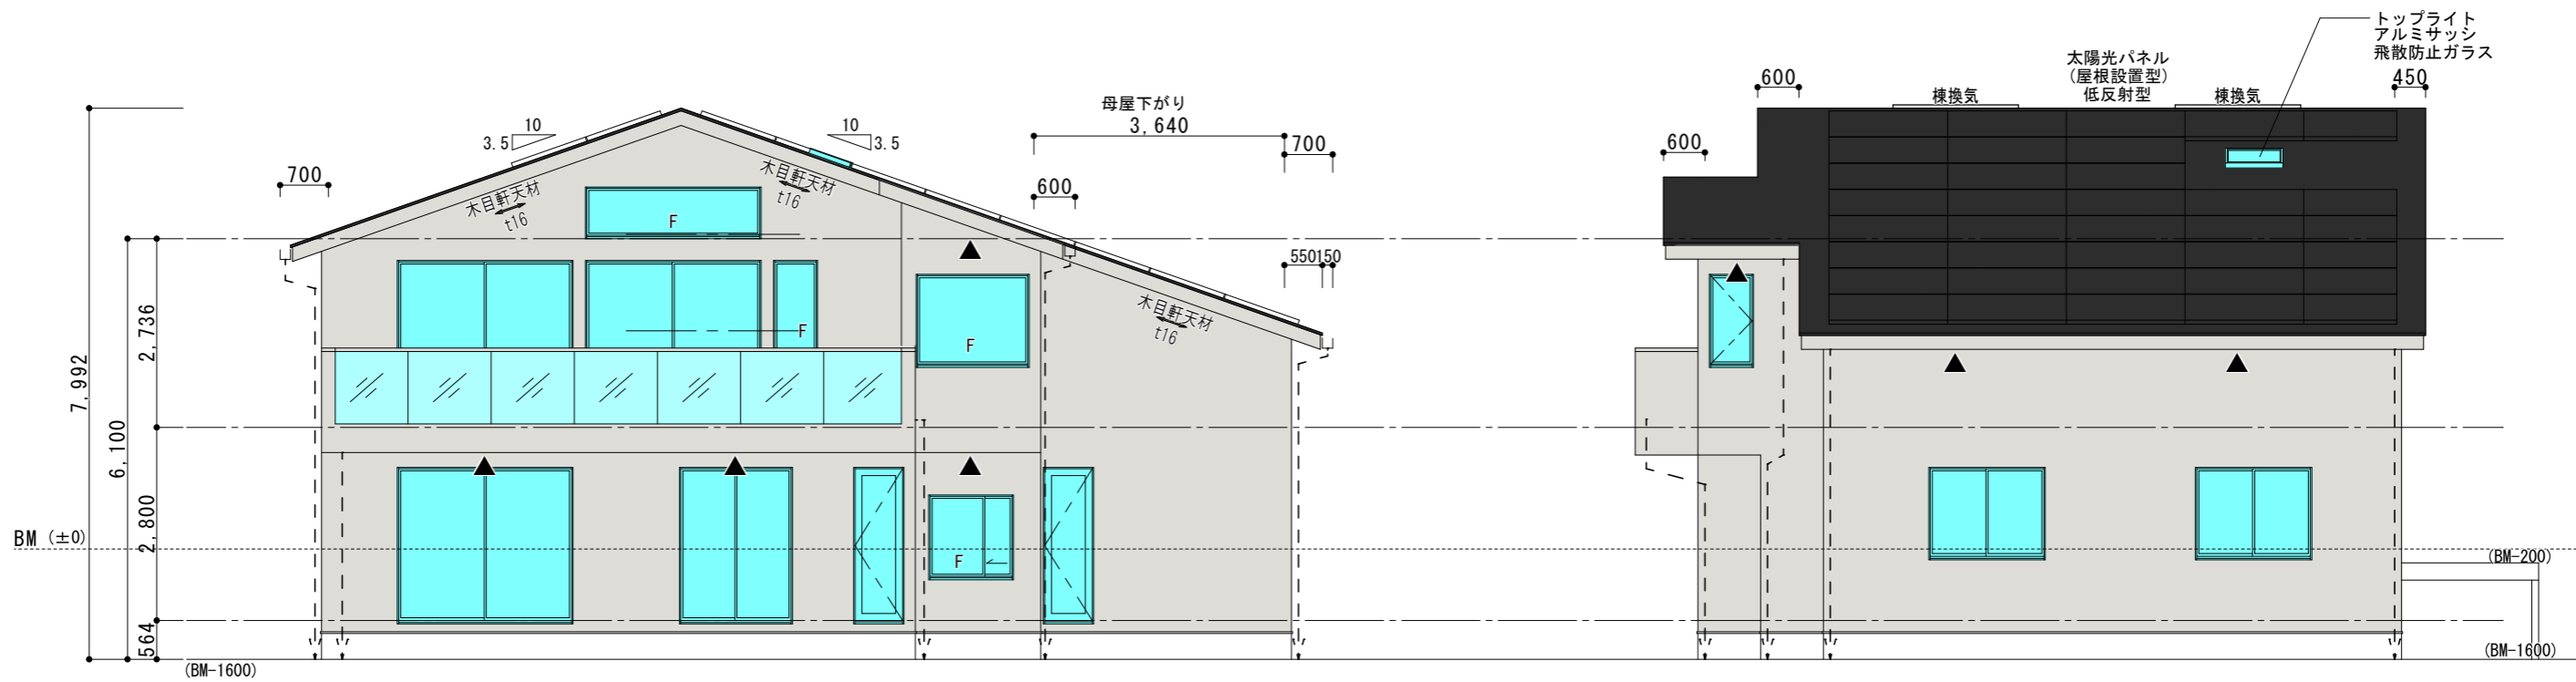 トップライト
アルミサッシ
飛散防止ガラス
太陽光パネル
(屋根設置型)
低反射型
600
450
棟換気
棟換気
母屋下がり
3,640
10
3.5
10
3.5
700
600
700
600
木目軒天材
t16
木目軒天材
t16
F
550
150
木目軒天材
t16
F
F
7,992
6,100
2,736
2,800
564
BM (±0)
F
(BM-200)
(BM-1600)
(BM-1600)